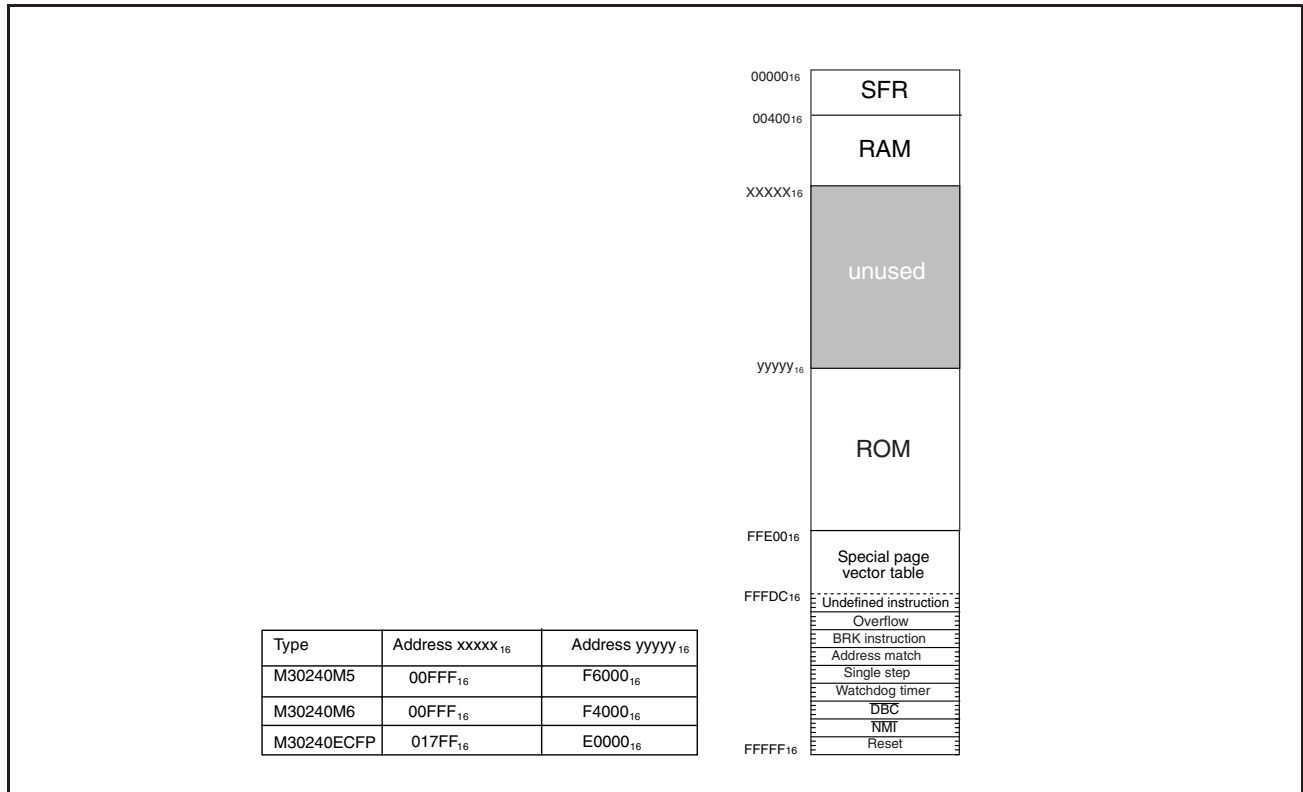 00000₁₆
SFR
00400₁₆
RAM
XXXXX₁₆
unused
yyyyy₁₆
ROM
FFE00₁₆
Special page
vector table
FFFDC₁₆
Undefined instruction
Overflow
BRK instruction
Address match
Single step
Watchdog timer
D̅B̅C̅
N̅M̅I̅
Reset
FFFFF₁₆
Type Address xxxxx₁₆ Address yyyyy₁₆
M30240M5 00FFF₁₆ F6000₁₆
M30240M6 00FFF₁₆ F4000₁₆
M30240ECFP 017FF₁₆ E0000₁₆